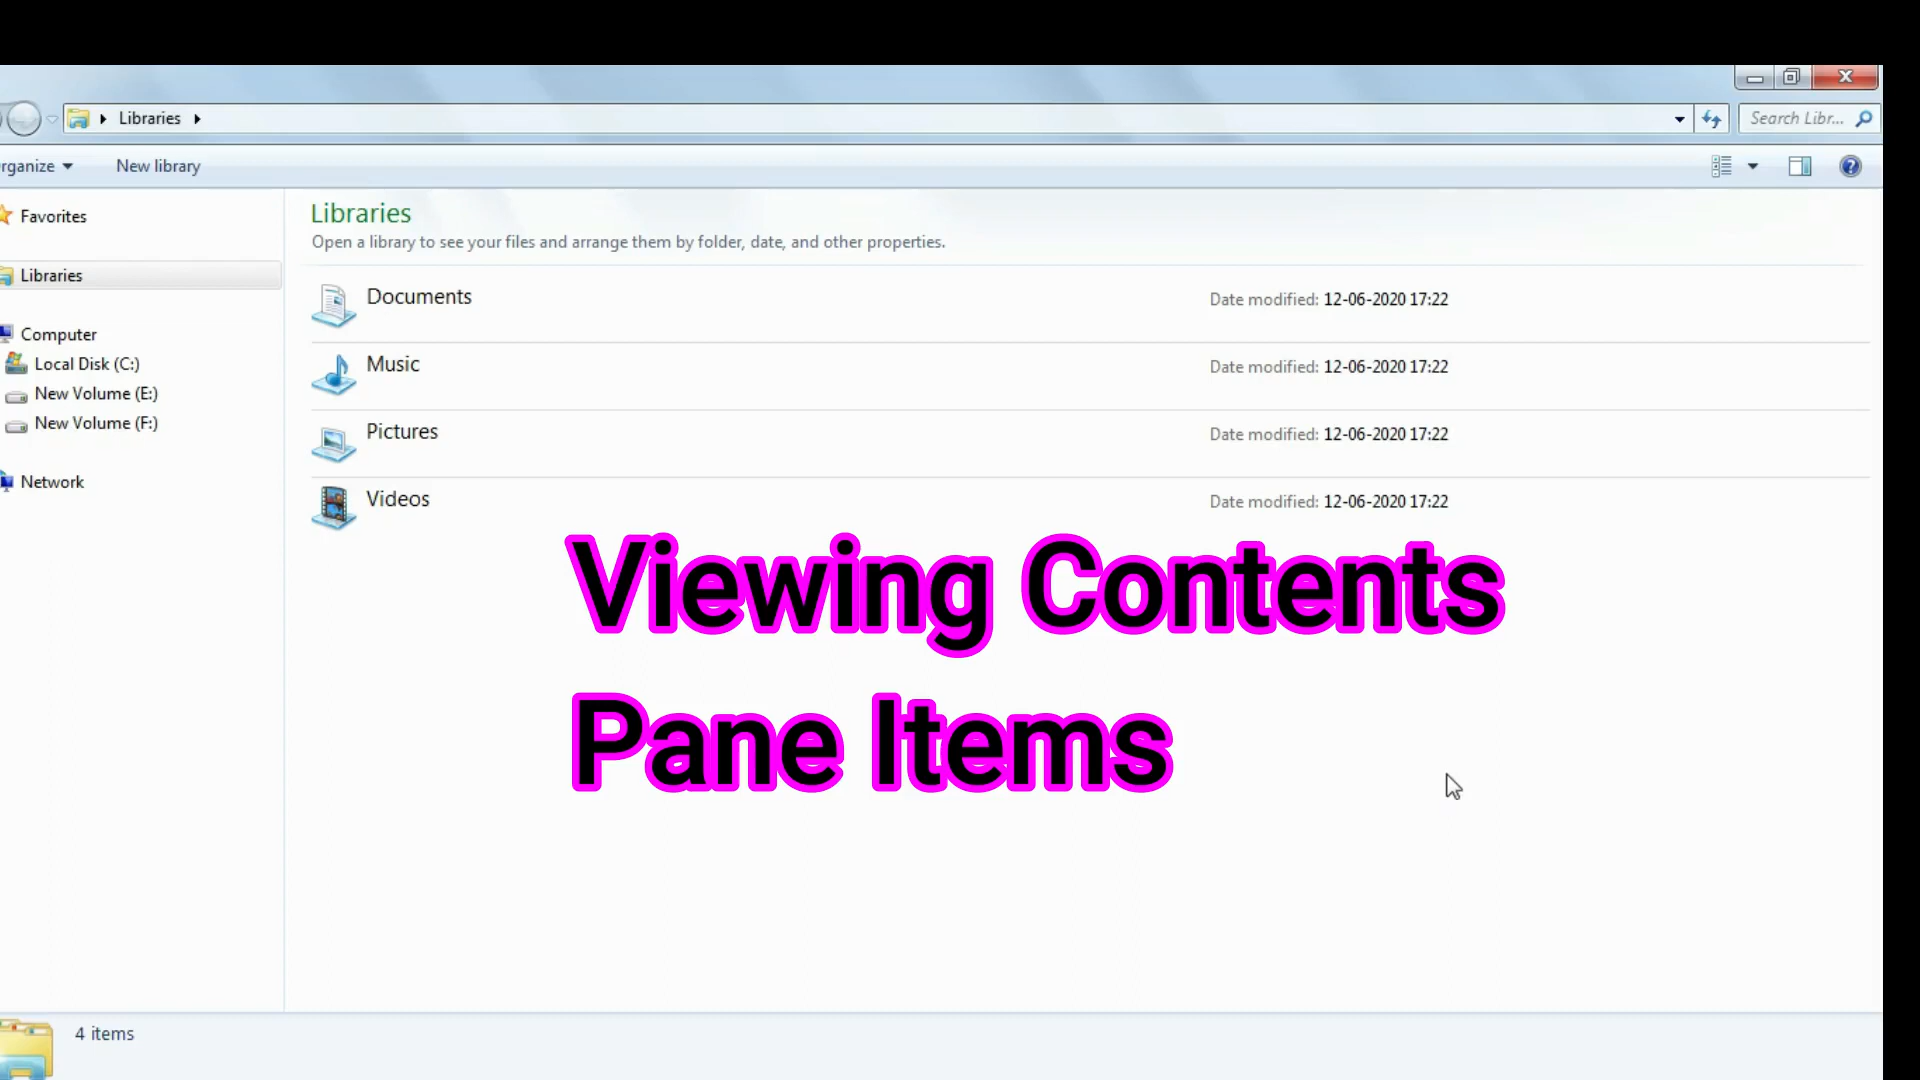 Libraries
Search Libr...
rganize New library
Favorites
Libraries
Computer
Local Disk (C:)
New Volume (E:)
New Volume (F:)
Network
Libraries
Open a library to see your files and arrange them by folder, date, and other properties.
Documents Date modified: 12-06-2020 17:22
Music Date modified: 12-06-2020 17:22
Pictures Date modified: 12-06-2020 17:22
Videos Date modified: 12-06-2020 17:22
Viewing Contents
Pane Items
4 items